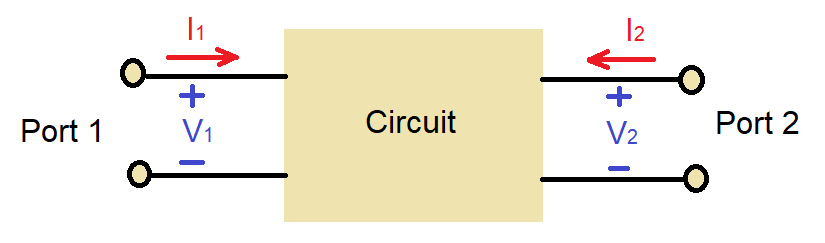 I1
I2
+
+
Port 1
V1
Circuit
V2
Port 2
−
−